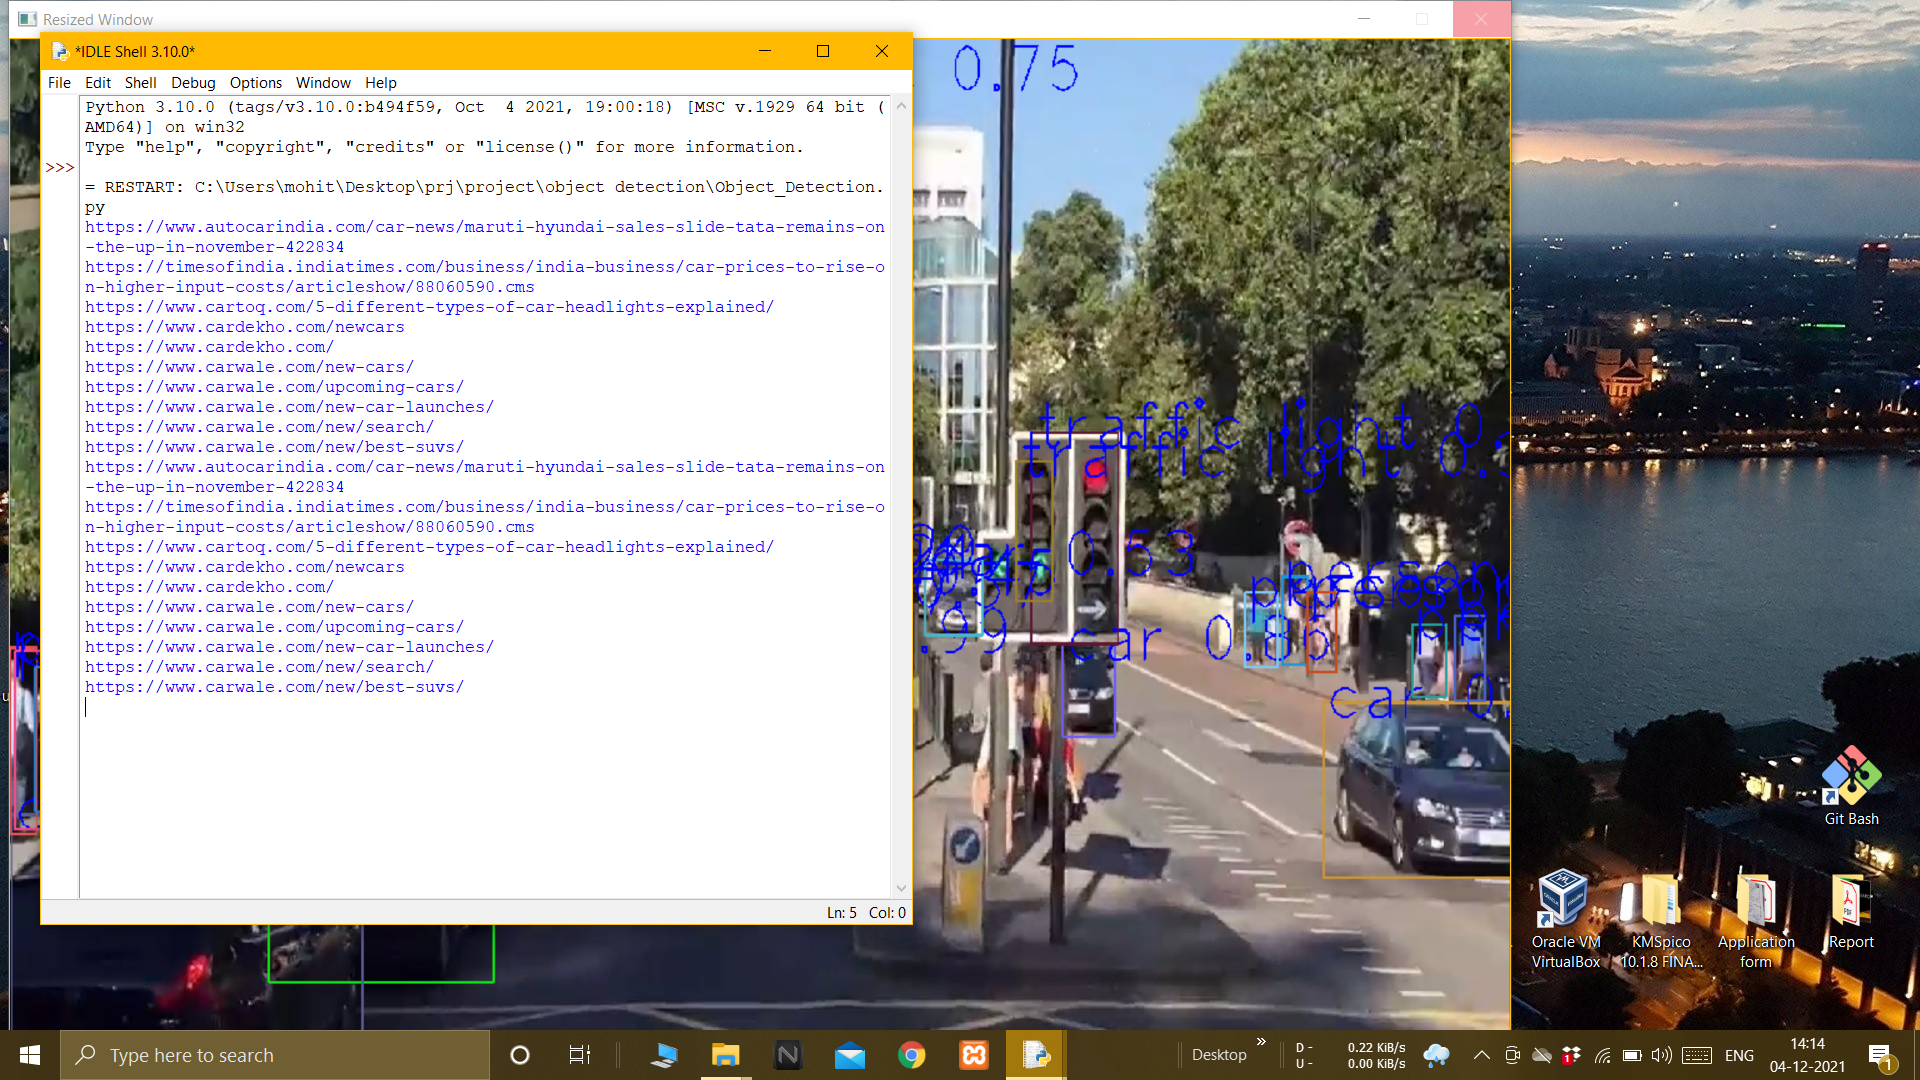 Resized Window
*IDLE Shell 3.10.0*
File Edit Shell Debug Options Window Help
Python 3.10.0 (tags/v3.10.0:b494f59, Oct  4 2021, 19:00:18) [MSC v.1929 64 bit (
AMD64)] on win32
Type "help", "copyright", "credits" or "license()" for more information.
>>>
= RESTART: C:\Users\mohit\Desktop\prj\project\object detection\Object_Detection.
py
https://www.autocarindia.com/car-news/maruti-hyundai-sales-slide-tata-remains-on
-the-up-in-november-422834
https://timesofindia.indiatimes.com/business/india-business/car-prices-to-rise-o
n-higher-input-costs/articleshow/88060590.cms
https://www.cartoq.com/5-different-types-of-car-headlights-explained/
https://www.cardekho.com/newcars
https://www.cardekho.com/
https://www.carwale.com/new-cars/
https://www.carwale.com/upcoming-cars/
https://www.carwale.com/new-car-launches/
https://www.carwale.com/new/search/
https://www.carwale.com/new/best-suvs/
https://www.autocarindia.com/car-news/maruti-hyundai-sales-slide-tata-remains-on
-the-up-in-november-422834
https://timesofindia.indiatimes.com/business/india-business/car-prices-to-rise-o
n-higher-input-costs/articleshow/88060590.cms
https://www.cartoq.com/5-different-types-of-car-headlights-explained/
https://www.cardekho.com/newcars
https://www.cardekho.com/
https://www.carwale.com/new-cars/
https://www.carwale.com/upcoming-cars/
https://www.carwale.com/new-car-launches/
https://www.carwale.com/new/search/
https://www.carwale.com/new/best-suvs/
Ln: 5 Col: 0
0.75
traffic light 0.
traffic light 0.
0.53
.99
car 0.85
person
car 0.
Git Bash
Oracle VM
VirtualBox
KMSpico
10.1.8 FINA...
Application
form
Report
Type here to search
Desktop
D - 0.22 KiB/s
U - 0.00 KiB/s
ENG
14:14
04-12-2021
1